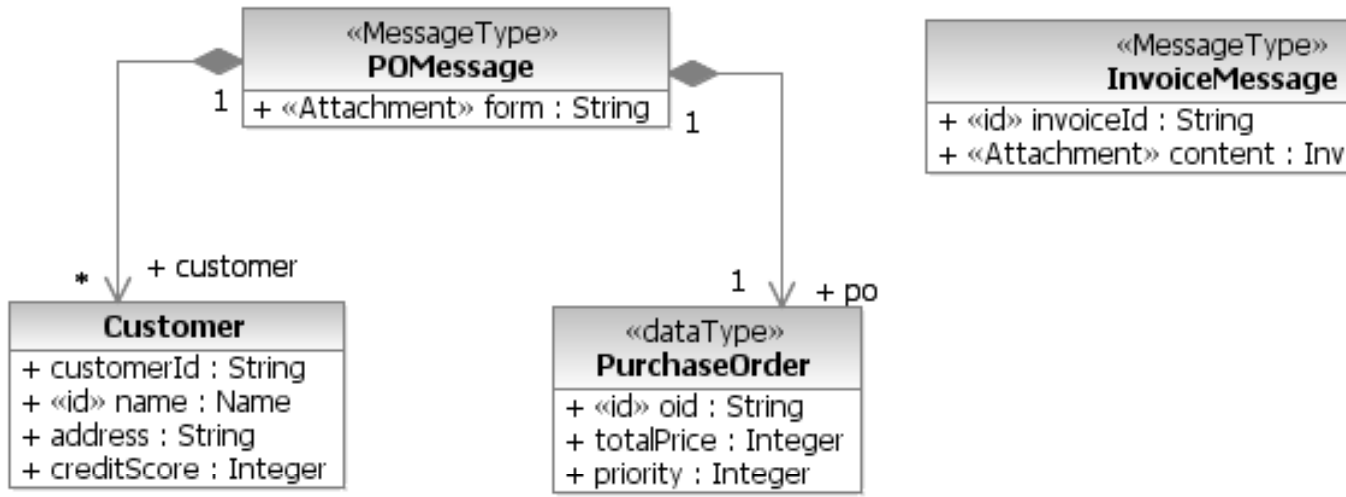 «MessageType»
POMessage
+ «Attachment» form : String
1
1
«MessageType»
InvoiceMessage
+ «id» invoiceId : String
+ «Attachment» content : Inv
* + customer
1 + po
Customer
+ customerId : String
+ «id» name : Name
+ address : String
+ creditScore : Integer
«dataType»
PurchaseOrder
+ «id» oid : String
+ totalPrice : Integer
+ priority : Integer